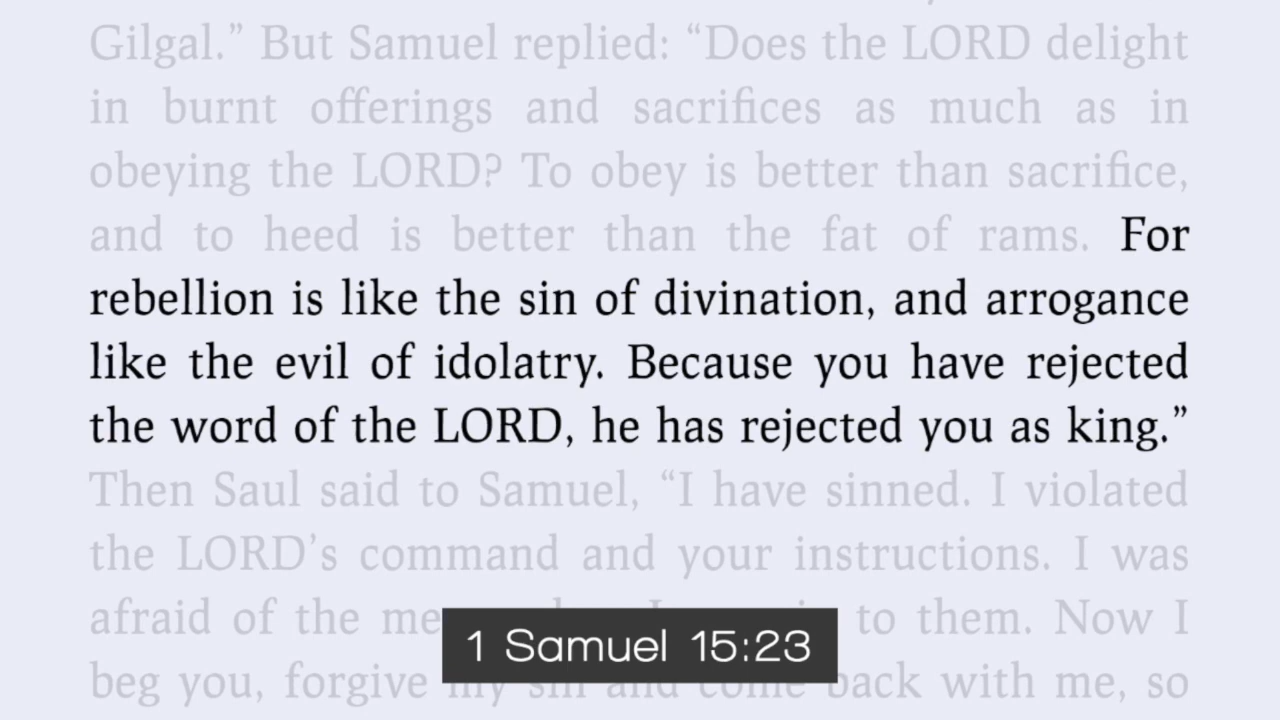 Gilgal.” But Samuel replied: “Does the LORD delight
in burnt offerings and sacrifices as much as in
obeying the LORD? To obey is better than sacrifice,
and to heed is better than the fat of rams. For
rebellion is like the sin of divination, and arrogance
like the evil of idolatry. Because you have rejected
the word of the LORD, he has rejected you as king.”
Then Saul said to Samuel, “I have sinned. I violated
the LORD’s command and your instructions. I was
afraid of the me to them. Now I
1 Samuel 15:23
beg you, forgive my sin and come back with me, so